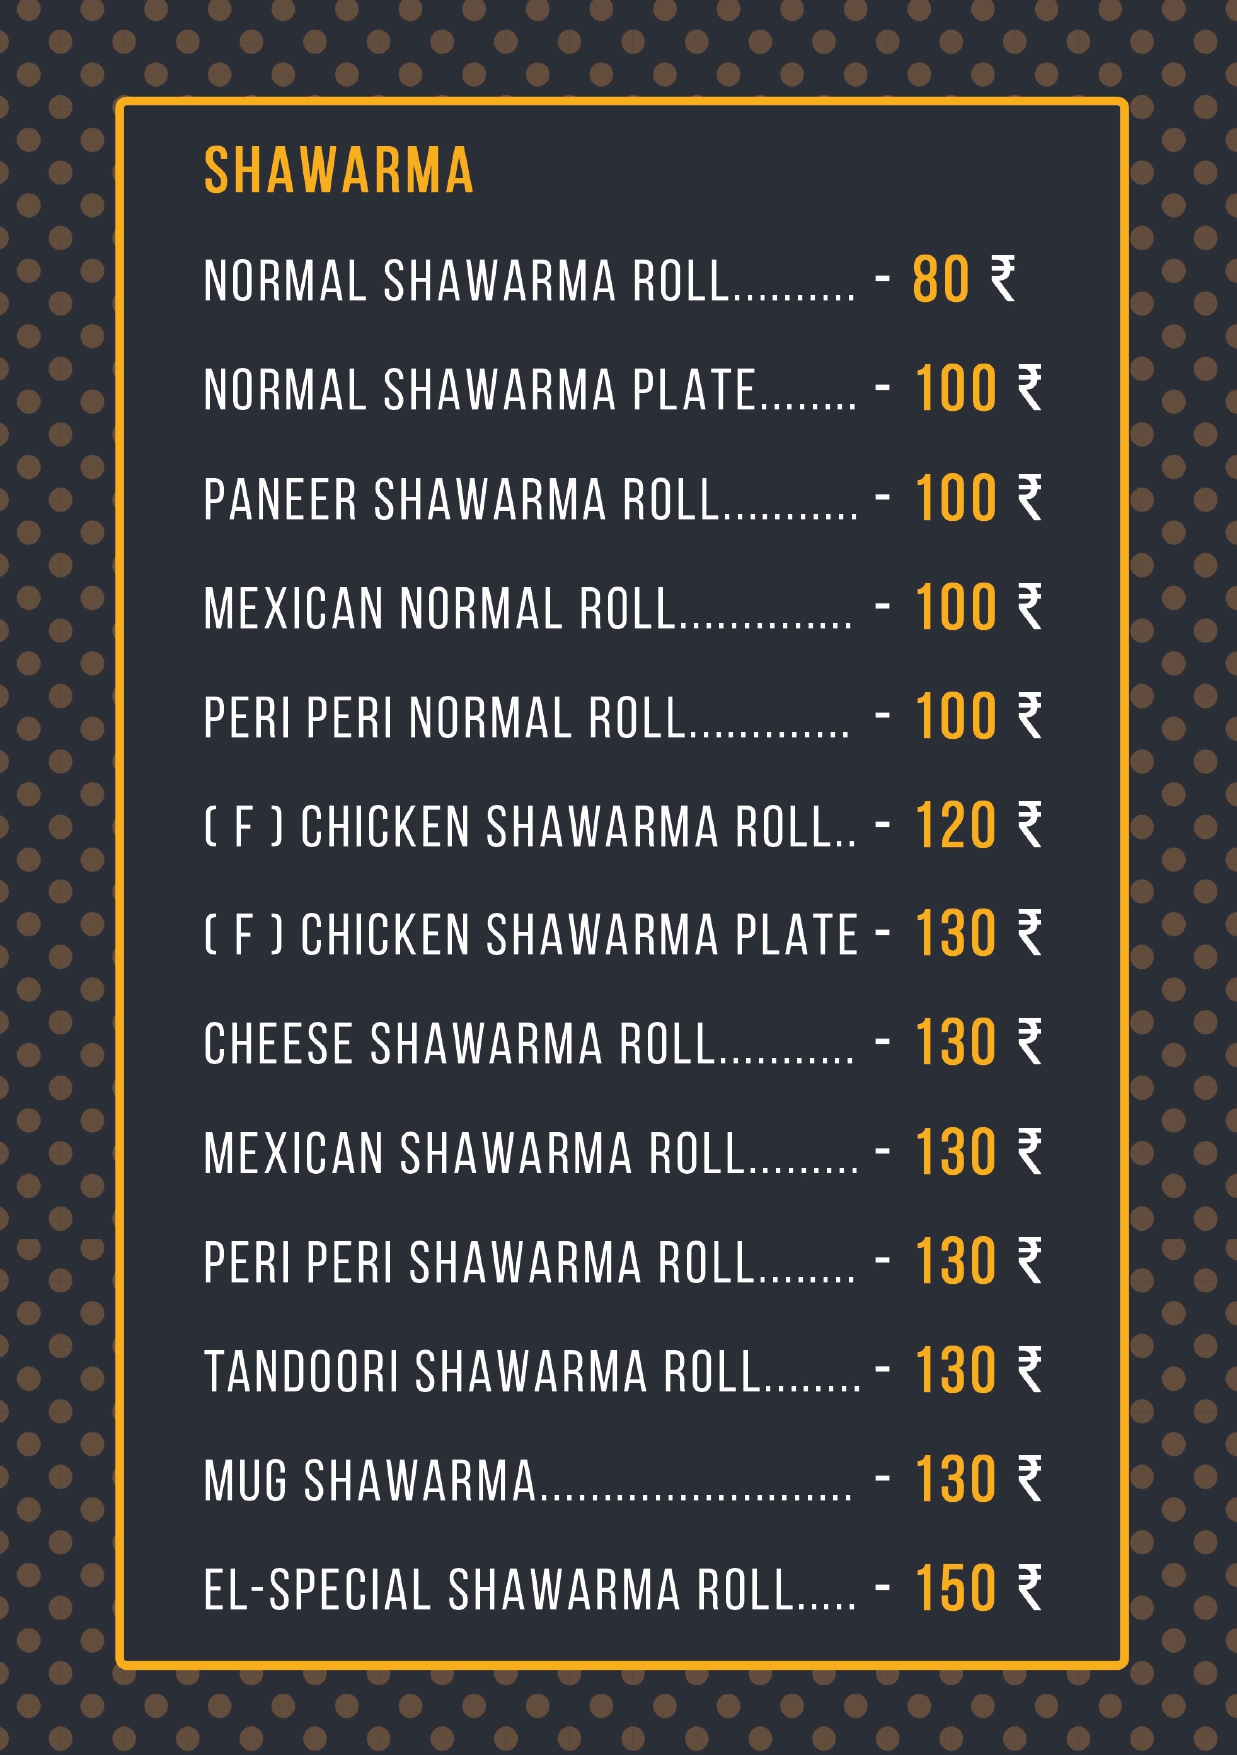 SHAWARMA
NORMAL SHAWARMA ROLL.......... - 80 ₹
NORMAL SHAWARMA PLATE........ - 100 ₹
PANEER SHAWARMA ROLL........... - 100 ₹
MEXICAN NORMAL ROLL.............. - 100 ₹
PERI PERI NORMAL ROLL............. - 100 ₹
( F ) CHICKEN SHAWARMA ROLL.. - 120 ₹
( F ) CHICKEN SHAWARMA PLATE - 130 ₹
CHEESE SHAWARMA ROLL........... - 130 ₹
MEXICAN SHAWARMA ROLL......... - 130 ₹
PERI PERI SHAWARMA ROLL........ - 130 ₹
TANDOORI SHAWARMA ROLL........ - 130 ₹
MUG SHAWARMA......................... - 130 ₹
EL-SPECIAL SHAWARMA ROLL..... - 150 ₹